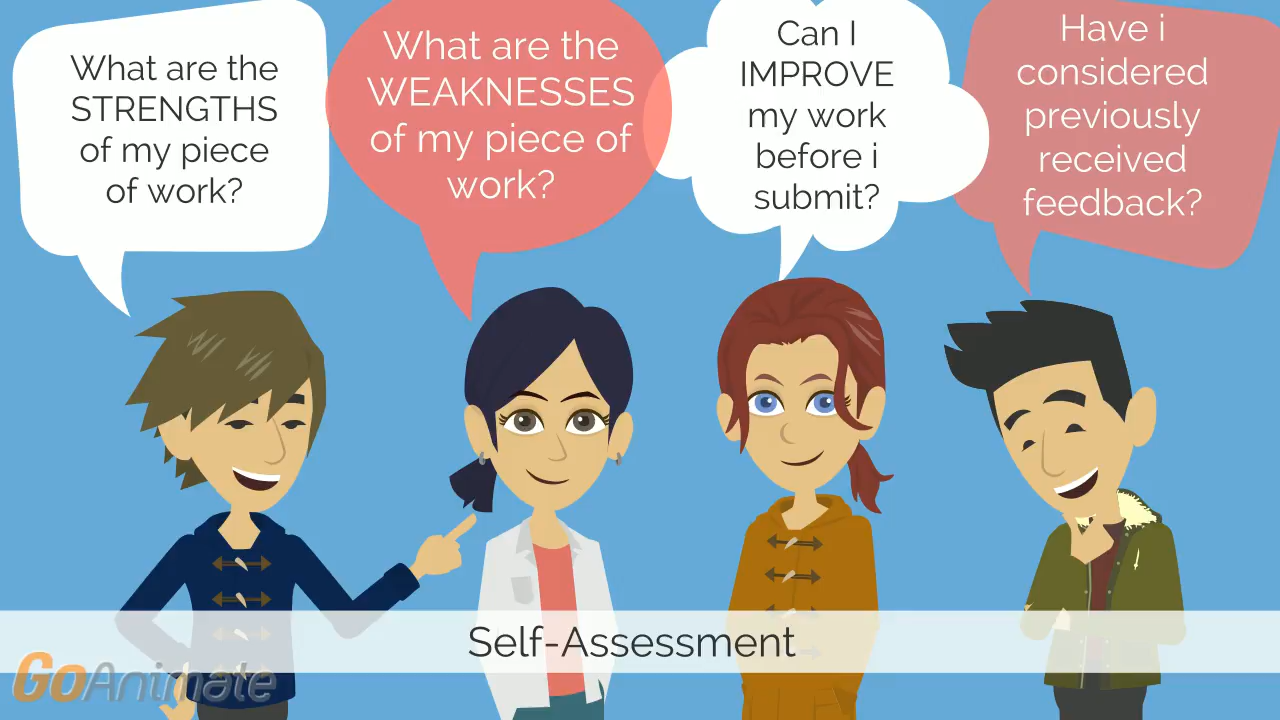 What are the
STRENGTHS
of my piece
of work?
What are the
WEAKNESSES
of my piece of
work?
Can I
IMPROVE
my work
before i
submit?
Have i
considered
previously
received
feedback?
Self-Assessment
GoAnimate